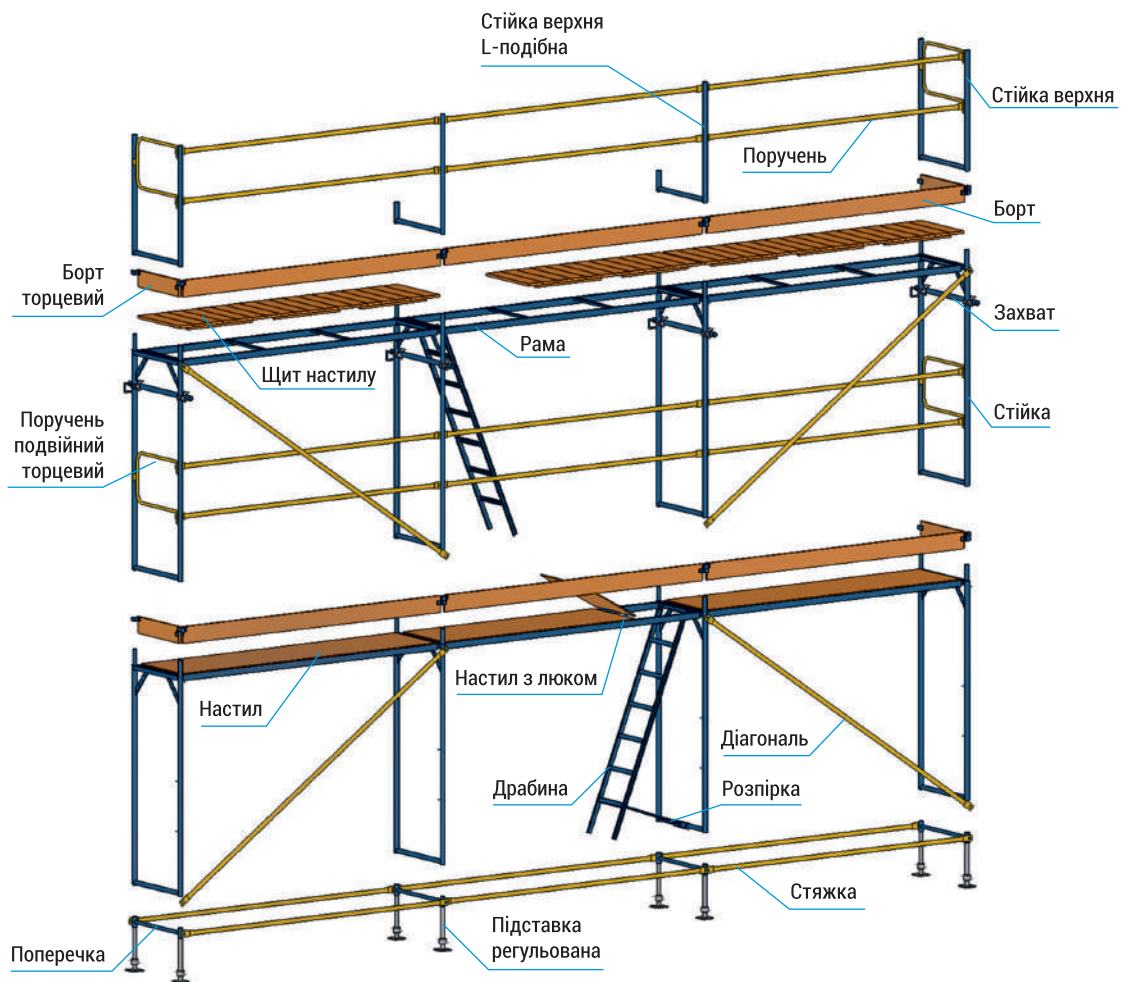 Стійка верхня
L-подібна
Стійка верхня
Поручень
Борт
Борт
торцевий
Захват
Рама
Щит настилу
Поручень
подвійний
торцевий
Стійка
Настил з люком
Настил
Діагональ
Драбина
Розпірка
Стяжка
Підставка
регульована
Поперечка